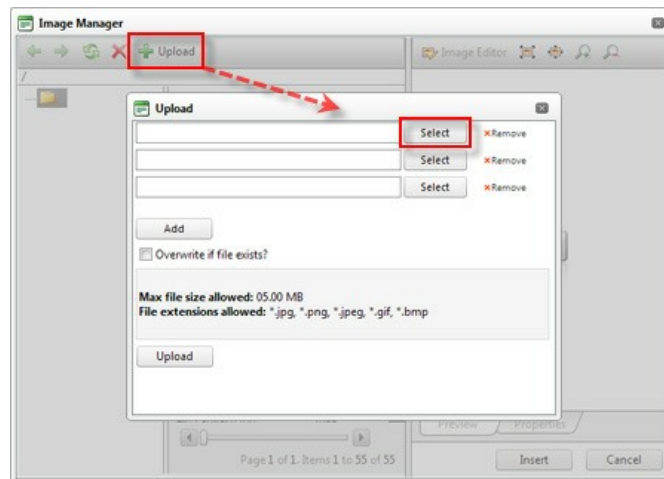 Image Manager
Upload
Image Editor
/
Upload
Select ×Remove
Select ×Remove
Select ×Remove
Add
Overwrite if file exists?
Max file size allowed: 05.00 MB
File extensions allowed: *.jpg, *.png, *.jpeg, *.gif, *.bmp
Upload
Preview Properties
Page 1 of 1. Items 1 to 55 of 55
Insert Cancel